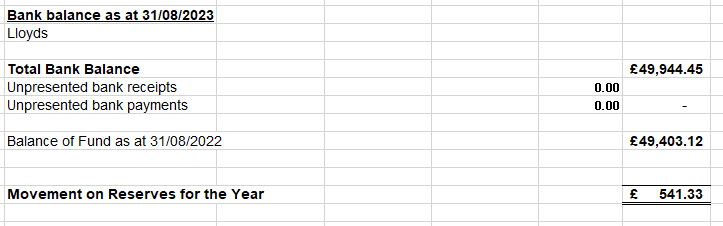 Bank balance as at 31/08/2023
Lloyds
Total Bank Balance £49,944.45
Unpresented bank receipts 0.00
Unpresented bank payments 0.00 -
Balance of Fund as at 31/08/2022 £49,403.12
Movement on Reserves for the Year £ 541.33